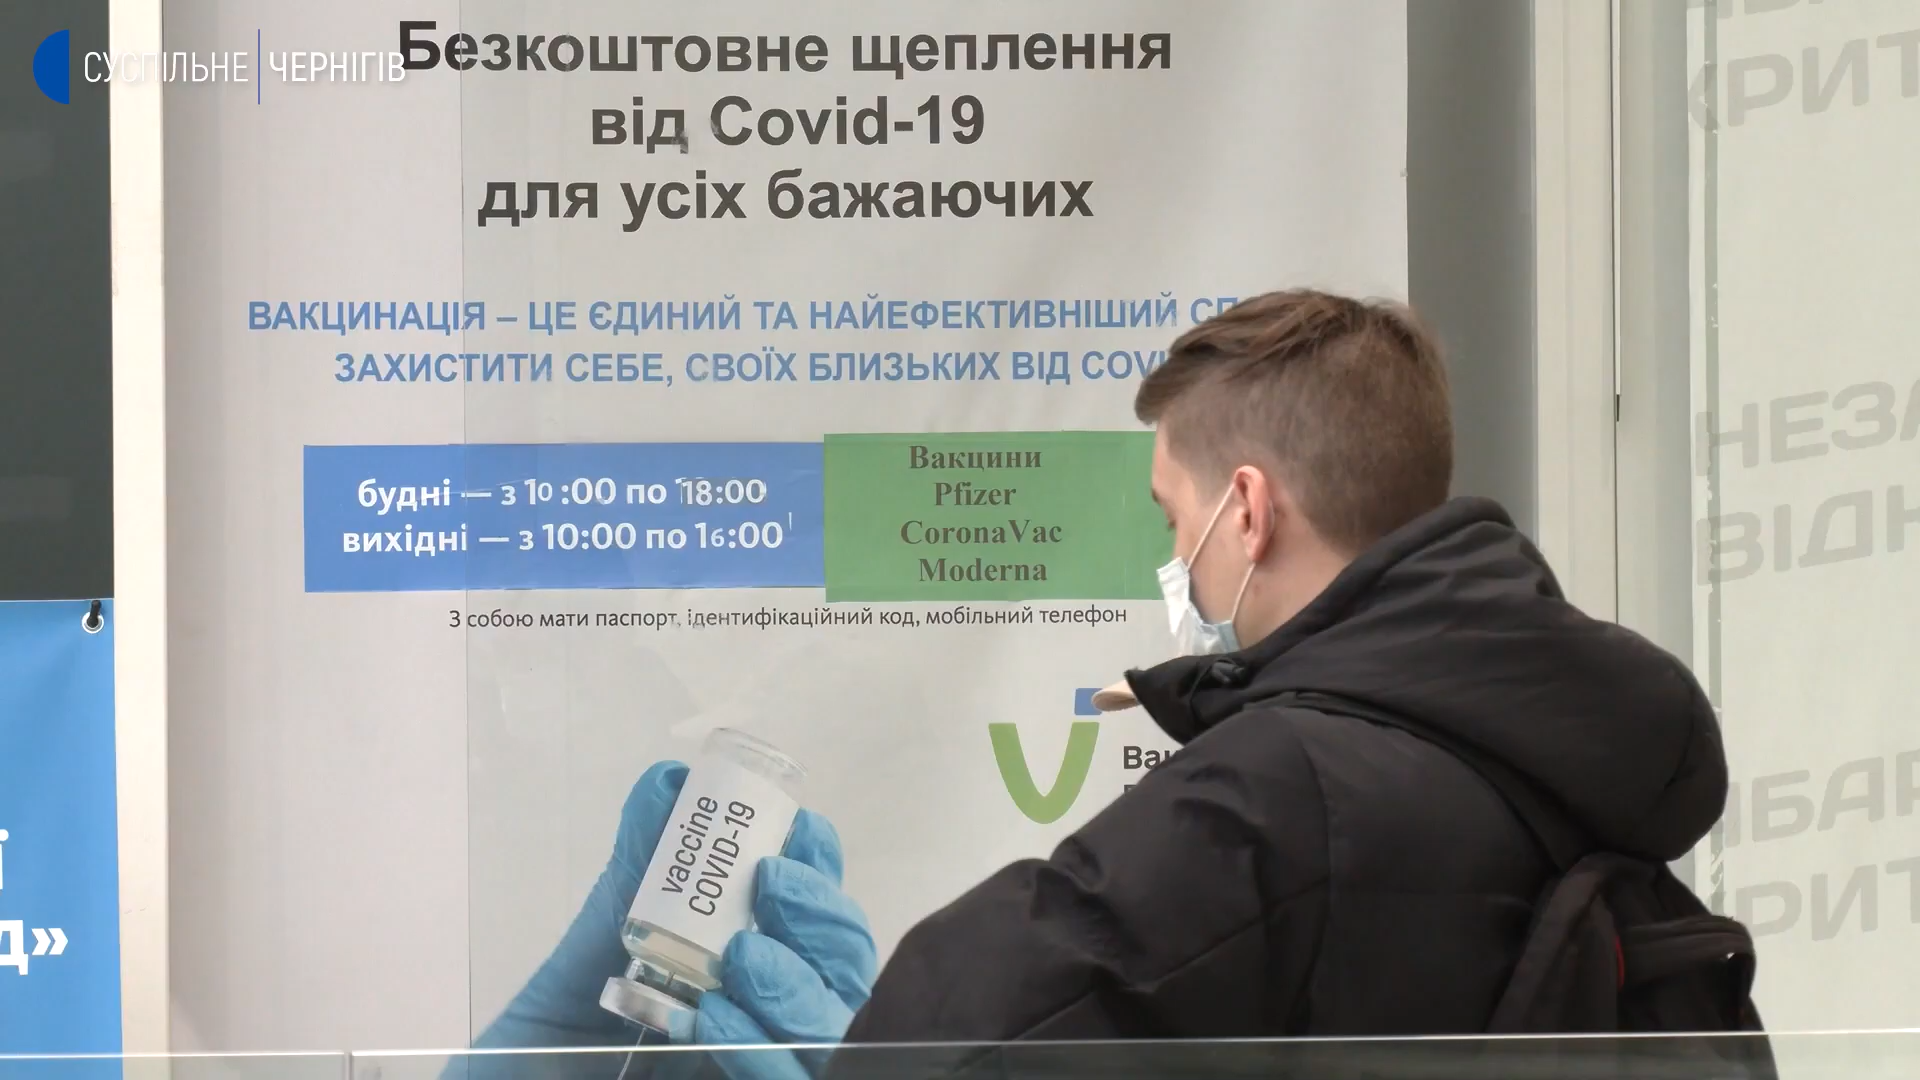 СУСПІЛЬНЕ ЧЕРНІГІВ
Безкоштовне щеплення
від Covid-19
для усіх бажаючих
ВАКЦИНАЦІЯ – ЦЕ ЄДИНИЙ ТА НАЙЕФЕКТИВНІШИЙ
ЗАХИСТИТИ СЕБЕ, СВОЇХ БЛИЗЬКИХ ВІД
будні — з 10:00 по 18:00
вихідні — з 10:00 по 16:00
Вакцини
Pfizer
CoronaVac
Moderna
З собою мати паспорт, ідентифікаційний код, мобільний телефон
vaccine
COVID-19